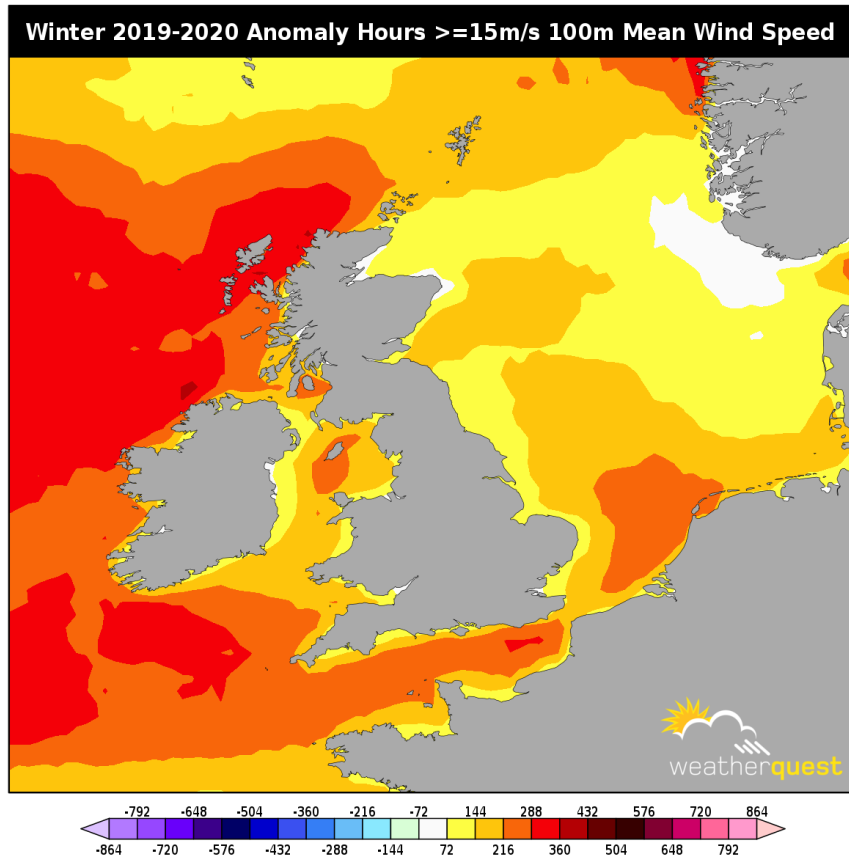 Winter 2019-2020 Anomaly Hours >=15m/s 100m Mean Wind Speed
weatherquest
-792 -648 -504 -360 -216 -72 144 288 432 576 720 864
-864 -720 -576 -432 -288 -144 72 216 360 504 648 792